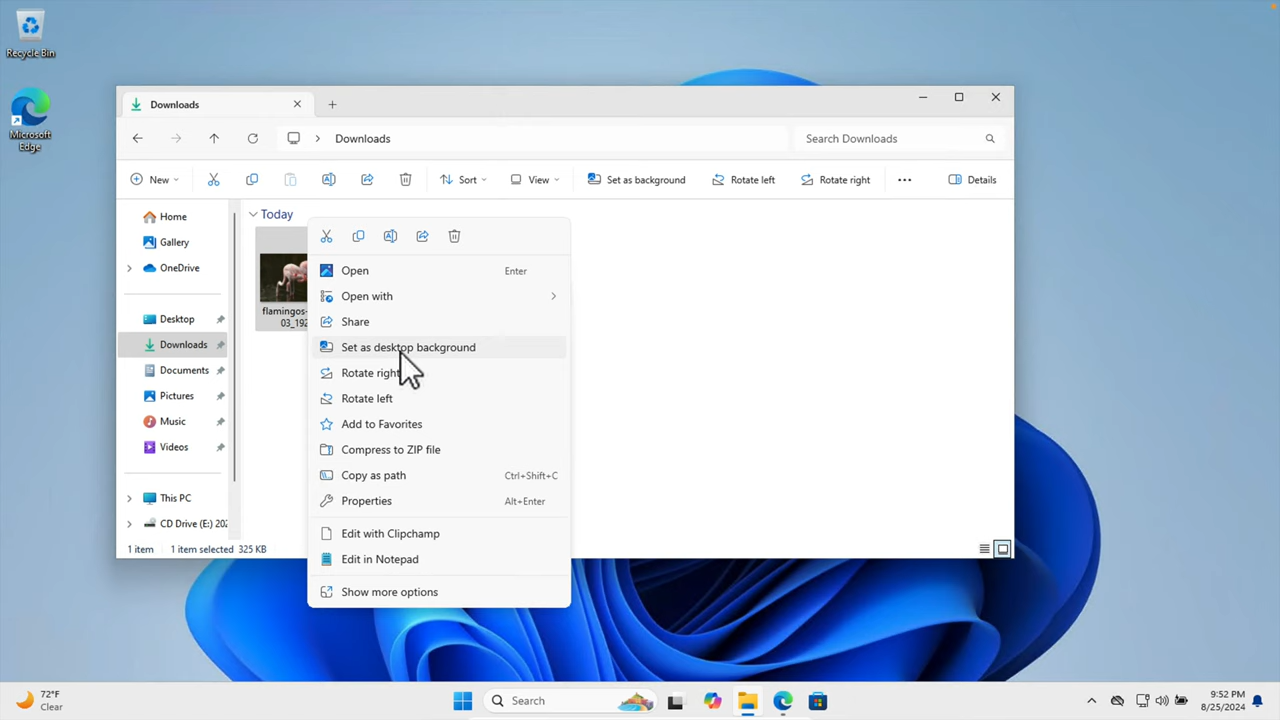 Recycle Bin
Microsoft
Edge
Downloads
Downloads
Search Downloads
New
Sort
View
Set as background
Rotate left
Rotate right
Details
Home
Gallery
OneDrive
Desktop
Downloads
Documents
Pictures
Music
Videos
This PC
CD Drive (E:) 202
Today
flamingos-
03_192
Open Enter
Open with
Share
Set as desktop background
Rotate right
Rotate left
Add to Favorites
Compress to ZIP file
Copy as path Ctrl+Shift+C
Properties Alt+Enter
Edit with Clipchamp
Edit in Notepad
Show more options
1 item 1 item selected 325 KB
72°F
Clear
Search
9:52 PM
8/25/2024